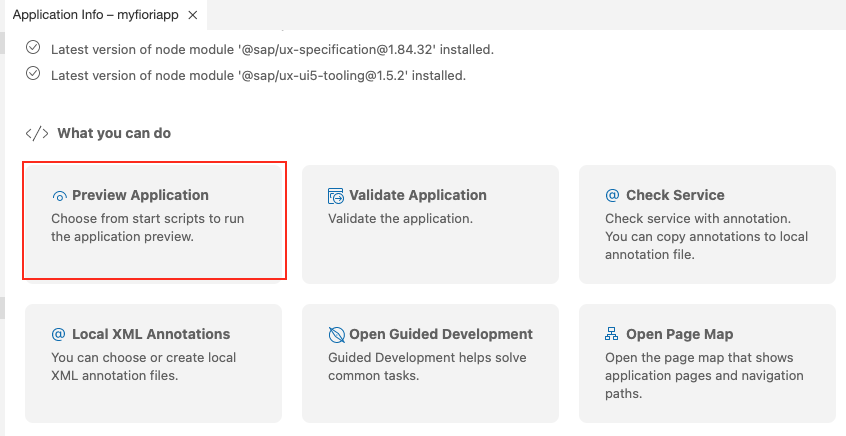 Application Info – myfioriapp
Latest version of node module '@sap/ux-specification@1.84.32' installed.
Latest version of node module '@sap/ux-ui5-tooling@1.5.2' installed.
What you can do
Preview Application
Choose from start scripts to run
the application preview.
Validate Application
Validate the application.
Check Service
Check service with annotation.
You can copy annotations to local
annotation file.
Local XML Annotations
You can choose or create local
XML annotation files.
Open Guided Development
Guided Development helps solve
common tasks.
Open Page Map
Open the page map that shows
application pages and navigation
paths.